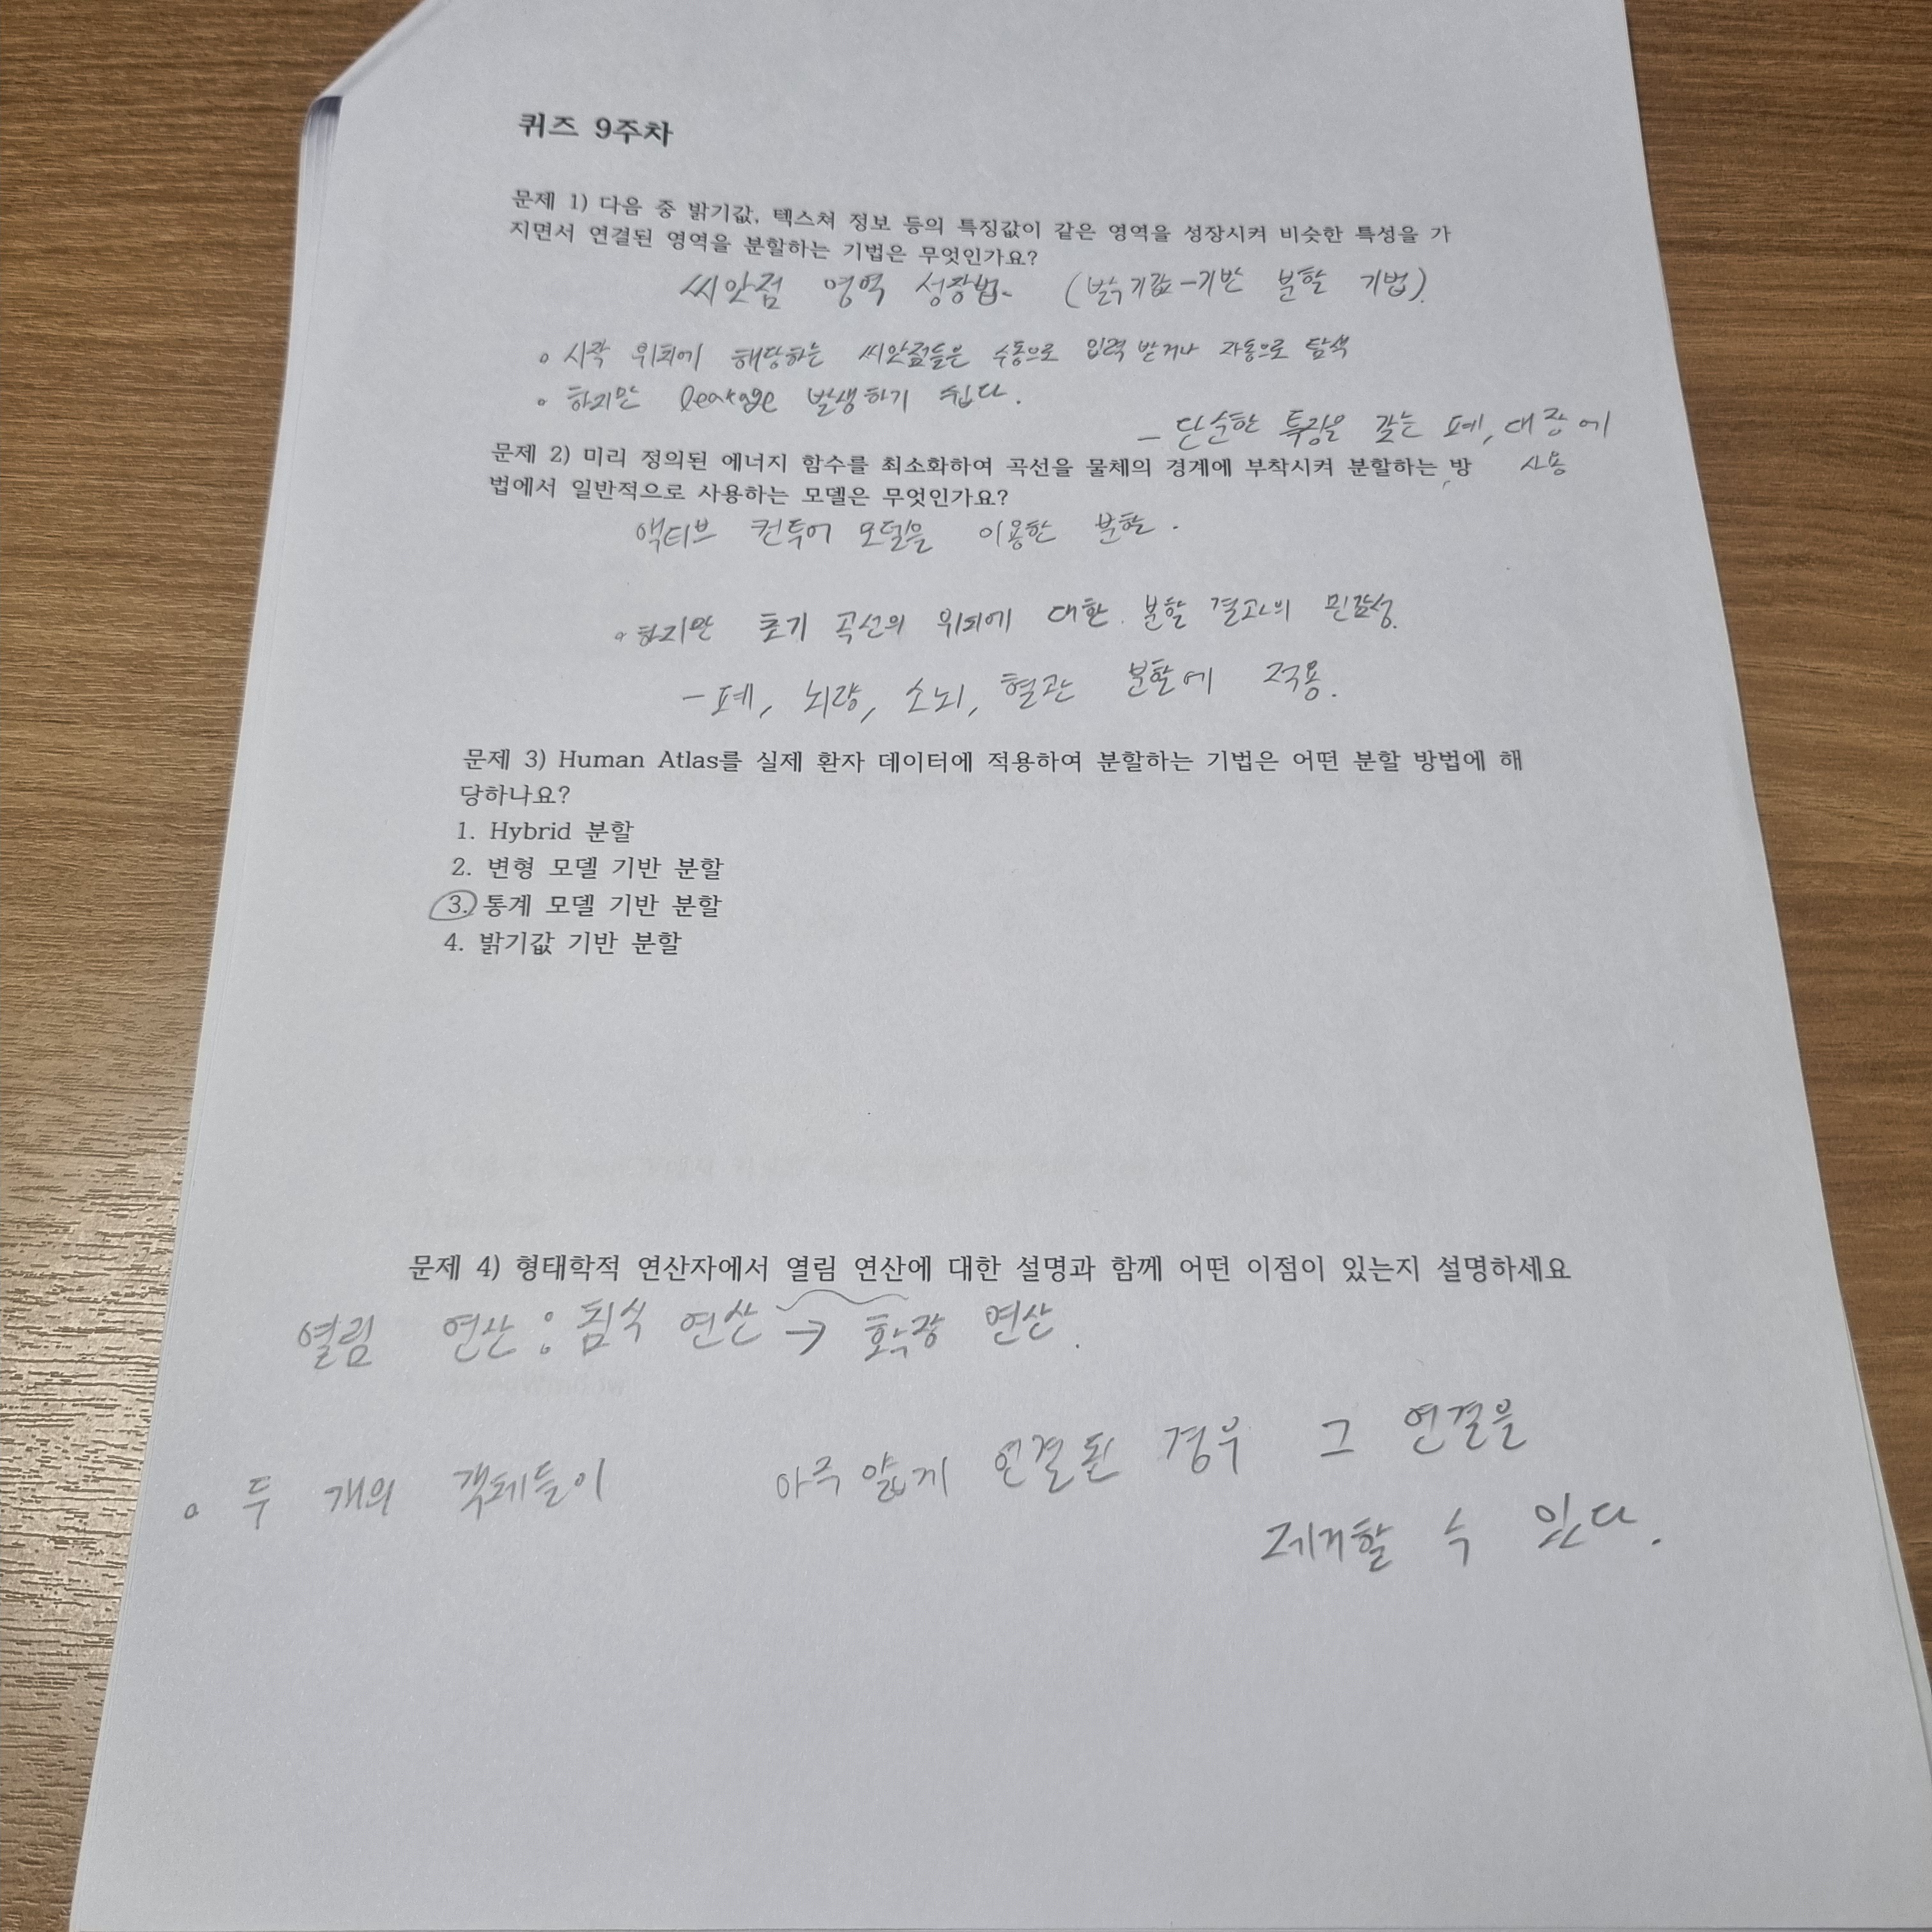 퀴즈 9주차
문제 1) 다음 중 밝기값, 텍스쳐 정보 등의 특징값이 같은 영역을 성장시켜 비슷한 특성을 가
지면서 연결된 영역을 분할하는 기법은 무엇인가요?
씨앗점 영역 성장법. (밝기값-기반 분할 기법).
∘ 시작 위치에 해당하는 씨앗점들은 수동으로 입력 받거나 자동으로 탐색
∘ 하지만 leakage 발생하기 쉽다.
- 단순한 특징을 갖는 폐, 대장에
사용
문제 2) 미리 정의된 에너지 함수를 최소화하여 곡선을 물체의 경계에 부착시켜 분할하는 방
법에서 일반적으로 사용하는 모델은 무엇인가요?
액티브 컨투어 모델을 이용한 분할.
∘ 하지만 초기 곡선의 위치에 대한 분할 결과의 민감성.
- 폐, 뇌량, 소뇌, 혈관 분할에 적용.
문제 3) Human Atlas를 실제 환자 데이터에 적용하여 분할하는 기법은 어떤 분할 방법에 해
당하나요?
1. Hybrid 분할
2. 변형 모델 기반 분할
3. 통계 모델 기반 분할
4. 밝기값 기반 분할
문제 4) 형태학적 연산자에서 열림 연산에 대한 설명과 함께 어떤 이점이 있는지 설명하세요
열림 연산 : 침식 연산 → 확장 연산.
∘ 두 개의 객체들이 아주 얇게 연결된 경우 그 연결을
제거할 수 있다.